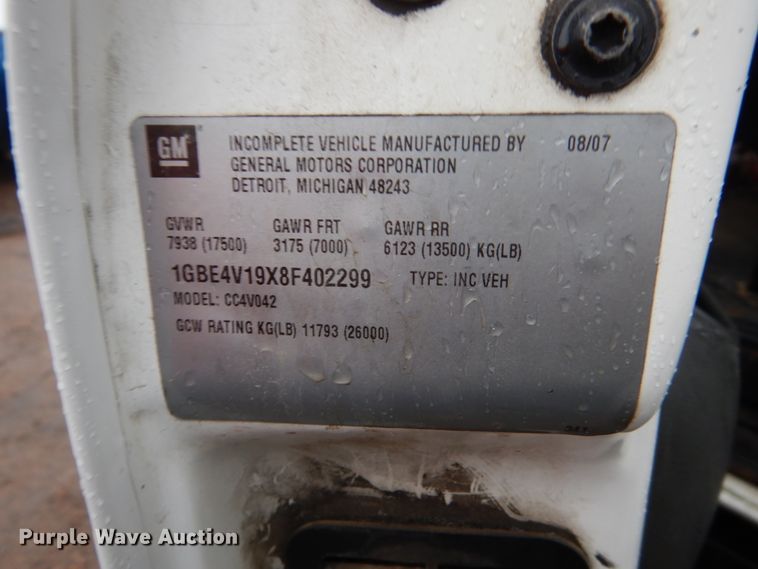 GM
INCOMPLETE VEHICLE MANUFACTURED BY 08/07
GENERAL MOTORS CORPORATION
DETROIT, MICHIGAN 48243
GVWR GAWR FRT GAWR RR
7938 (17500) 3175 (7000) 6123 (13500) KG(LB)
1GBE4V19X8F402299 TYPE: INC VEH
MODEL: CC4V042
GCW RATING KG(LB) 11793 (26000)
Purple Wave Auction